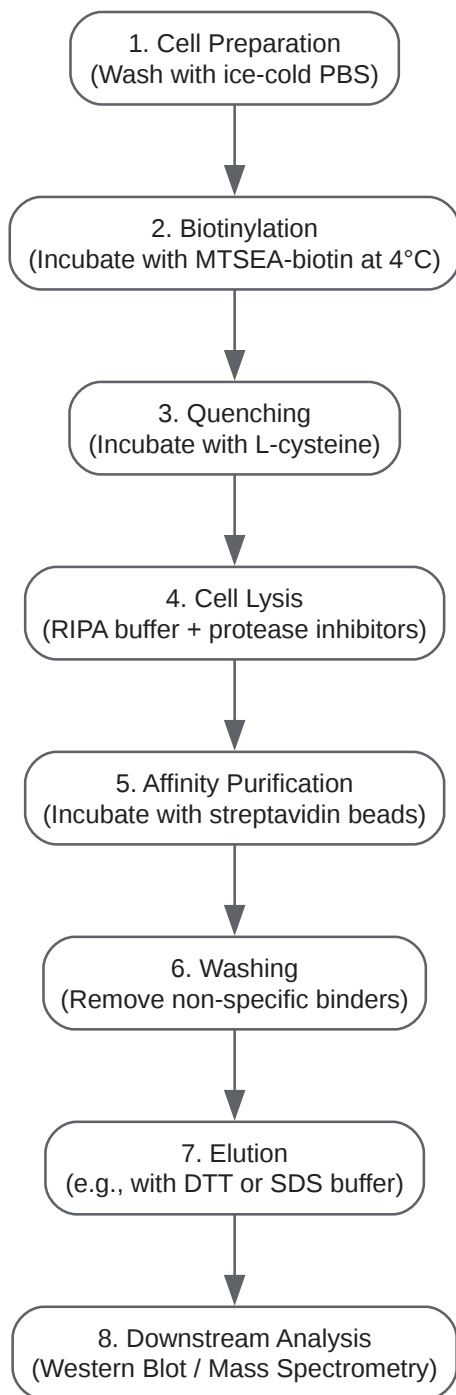 1. Cell Preparation
(Wash with ice-cold PBS)
2. Biotinylation
(Incubate with MTSEA-biotin at 4°C)
3. Quenching
(Incubate with L-cysteine)
4. Cell Lysis
(RIPA buffer + protease inhibitors)
5. Affinity Purification
(Incubate with streptavidin beads)
6. Washing
(Remove non-specific binders)
7. Elution
(e.g., with DTT or SDS buffer)
8. Downstream Analysis
(Western Blot / Mass Spectrometry)